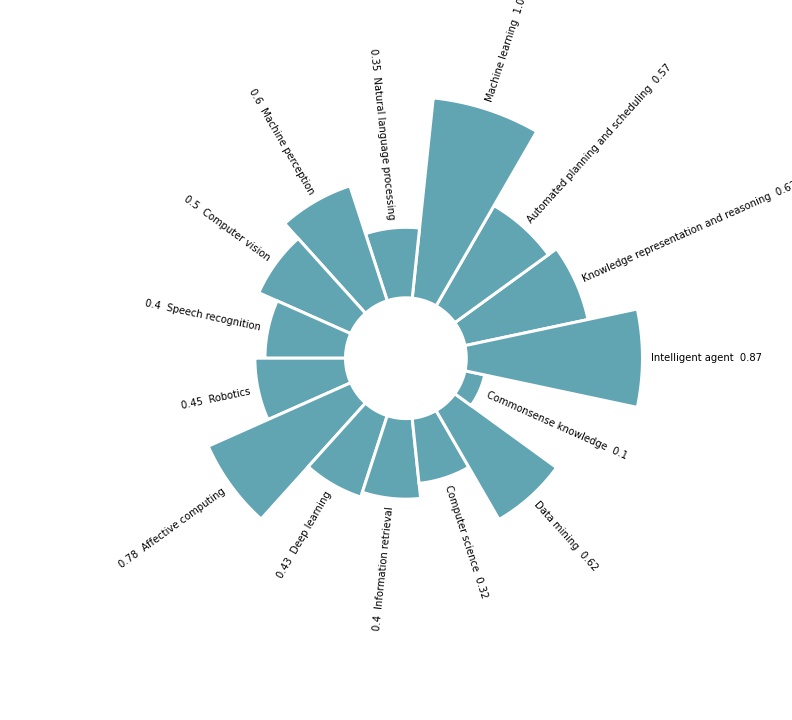 Machine learning 1.0
Automated planning and scheduling 0.57
Knowledge representation and reasoning
Intelligent agent 0.87
Commonsense knowledge 0.1
Data mining 0.62
Computer science 0.32
0.4 Information retrieval
0.43 Deep learning
0.78 Affective computing
0.45 Robotics
0.4 Speech recognition
0.5 Computer vision
0.6 Machine perception
0.35 Natural language processing